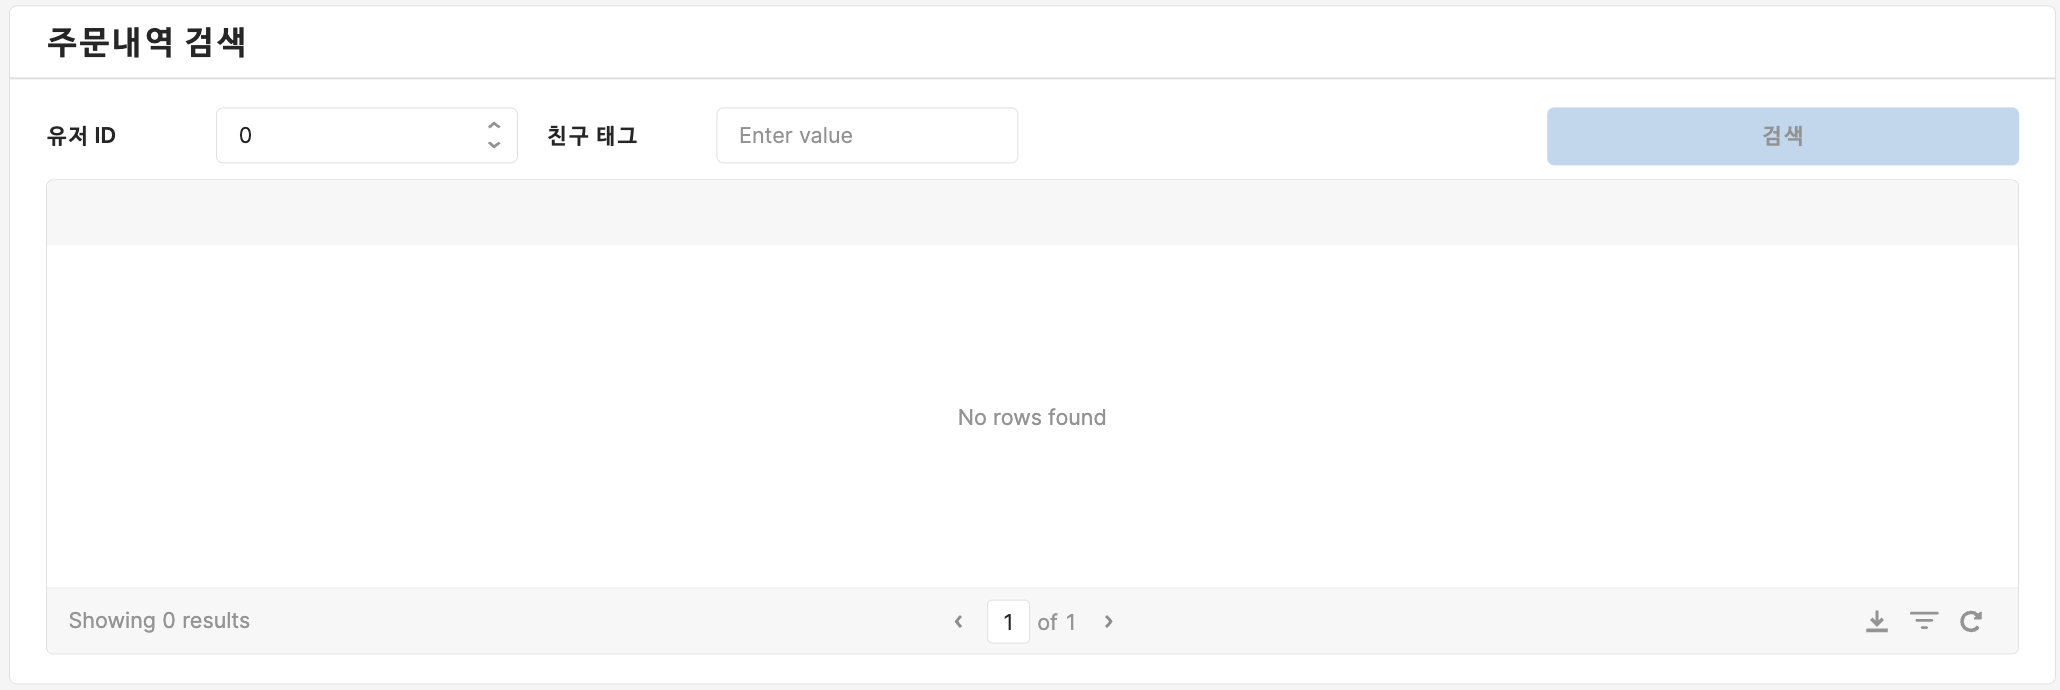 주문내역 검색
유저 ID 0 친구 태그 Enter value 검색
No rows found
Showing 0 results 1 of 1